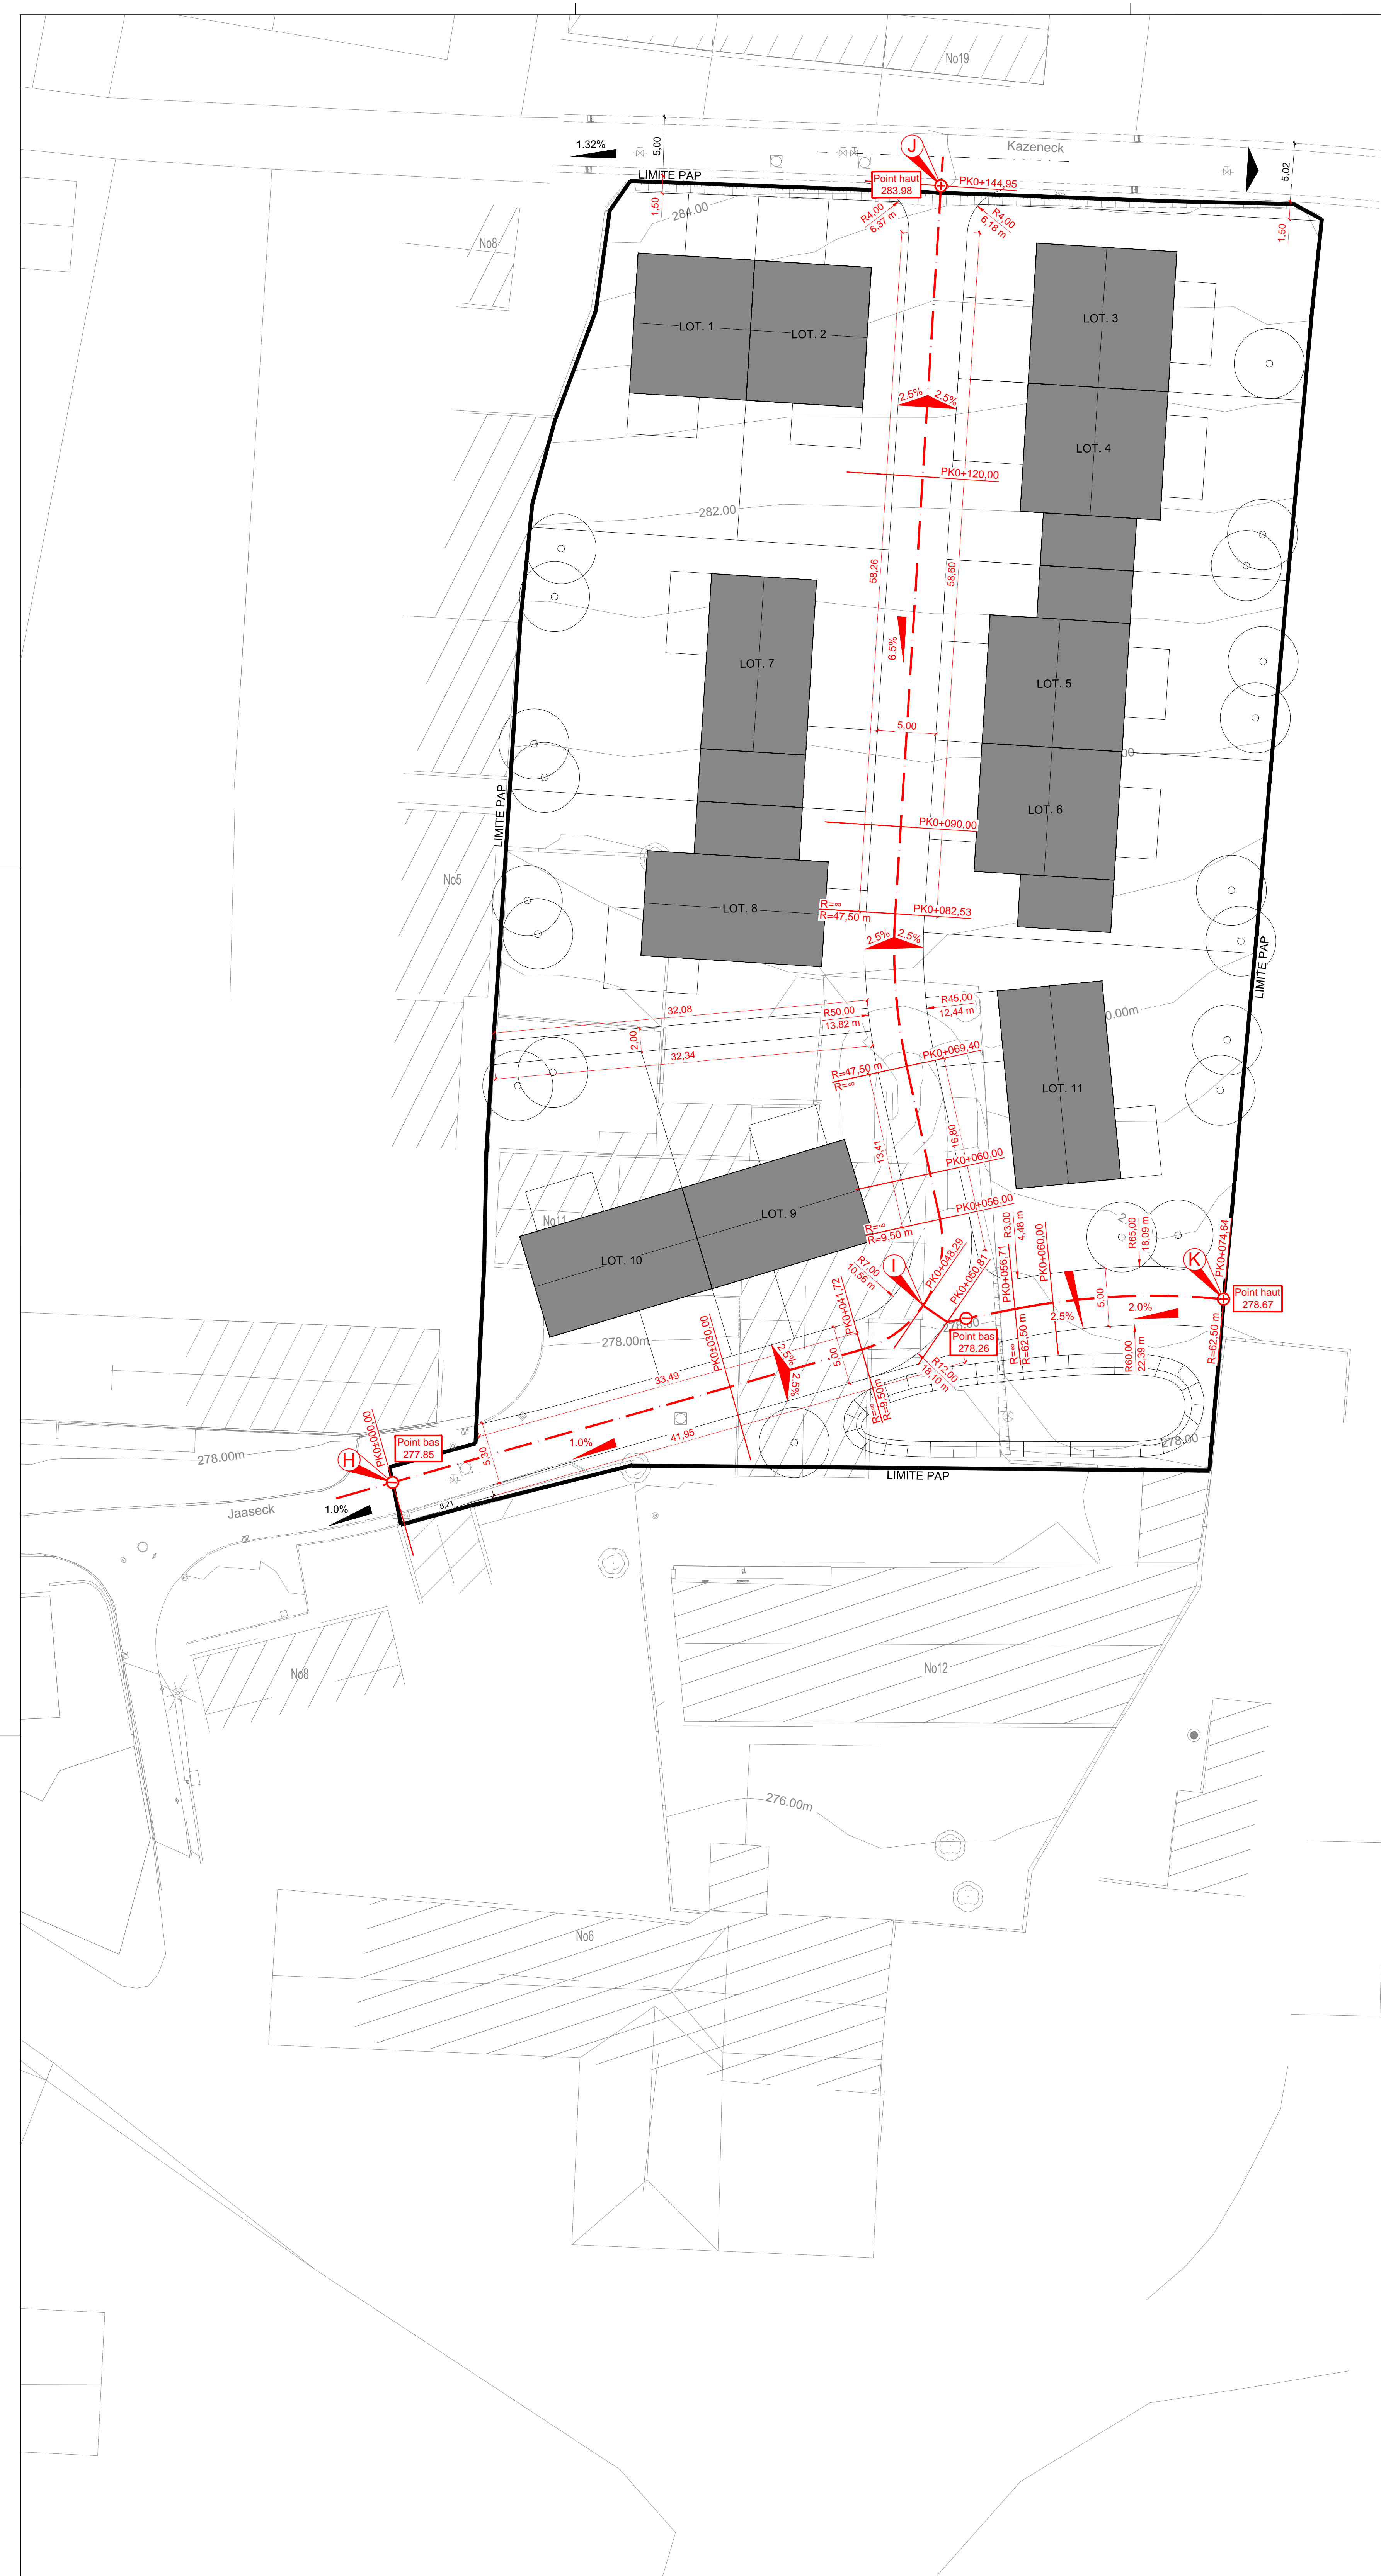 No19
Kazeneck
1.32%
5,00
J
5,02
LIMITE PAP
Point haut
283.98
PK0+144,95
1,50
284.00
R4,00
6,37 m
R4,00
6,18 m
1,50
No8
LOT. 1
LOT. 2
LOT. 3
2.5%
2.5%
LOT. 4
PK0+120,00
282.00
58,26
58,60
6.5%
LOT. 7
LOT. 5
5,00
LIMITE PAP
LOT. 6
PK0+090,00
No5
LOT. 8
R=∞
R=47,50 m
PK0+082,53
2.5%
2.5%
LIMITE PAP
32,08
R50,00
13,82 m
R45,00
12,44 m
2,00
32,34
PK0+069,40
R=47,50 m
R=∞
LOT. 11
13,41
16,80
PK0+060,00
PK0+056,00
R=∞
R=9,50 m
LOT. 9
No11
LOT. 10
R3,00
4,48 m
R65,00
18,09 m
PK0+074,64
PK0+060,00
PK0+056,71
R=∞
R=62,50 m
K
Point haut
278.67
I
R7,00
10,56 m
PK0+048,29
PK0+050,81
PK0+041,72
R=∞
R=9,50m
278.00
Point bas
278.26
2.5%
5,00
2.0%
R60,00
22,39 m
R=62,50 m
278.00m
PK0+030,00
2.5%
2.5%
5,00
R12,00
18,10 m
33,49
41,95
1.0%
278.00
PK0+000,00
Point bas
277.85
H
5,30
278.00m
LIMITE PAP
8,21
1.0%
Jaaseck
No8
No12
276.00m
No6